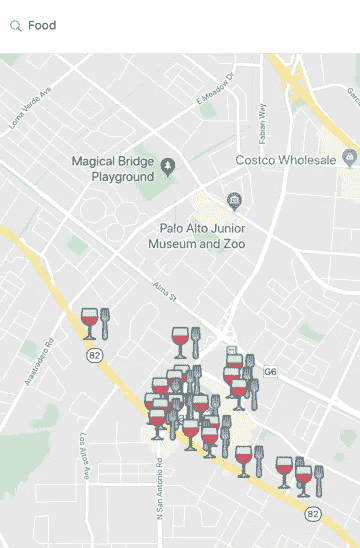 Food
E Meadow Dr
Loma Verde Ave
Fabian Way
Magical Bridge
Playground
Costco Wholesale
Palo Alto Junior
Museum and Zoo
Alma St
82
Arastradero Rd
G6
Los Altos Ave
N San Antonio Rd
82